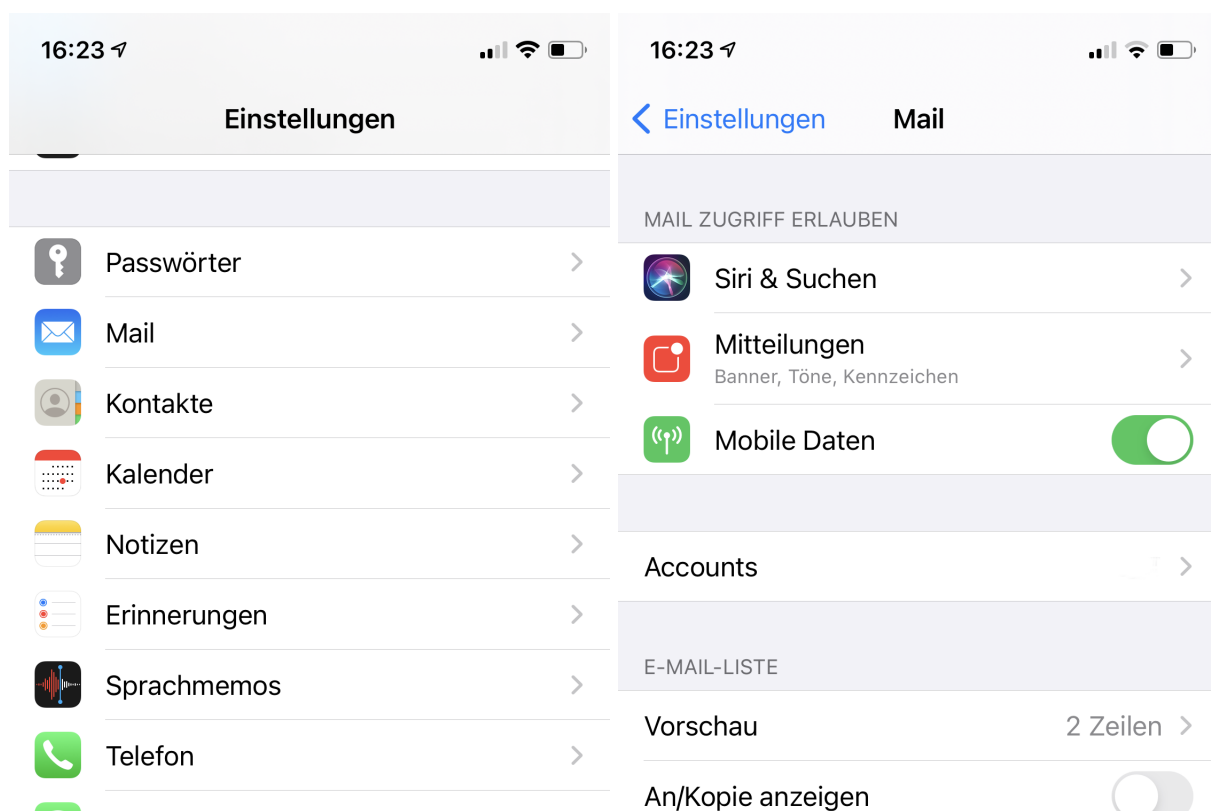 16:23
Einstellungen
Passwörter
Mail
Kontakte
Kalender
Notizen
Erinnerungen
Sprachmemos
Telefon
16:23
Einstellungen
Mail
MAIL ZUGRIFF ERLAUBEN
Siri & Suchen
Mitteilungen
Banner, Töne, Kennzeichen
Mobile Daten
Accounts
E-MAIL-LISTE
Vorschau
2 Zeilen
An/Kopie anzeigen